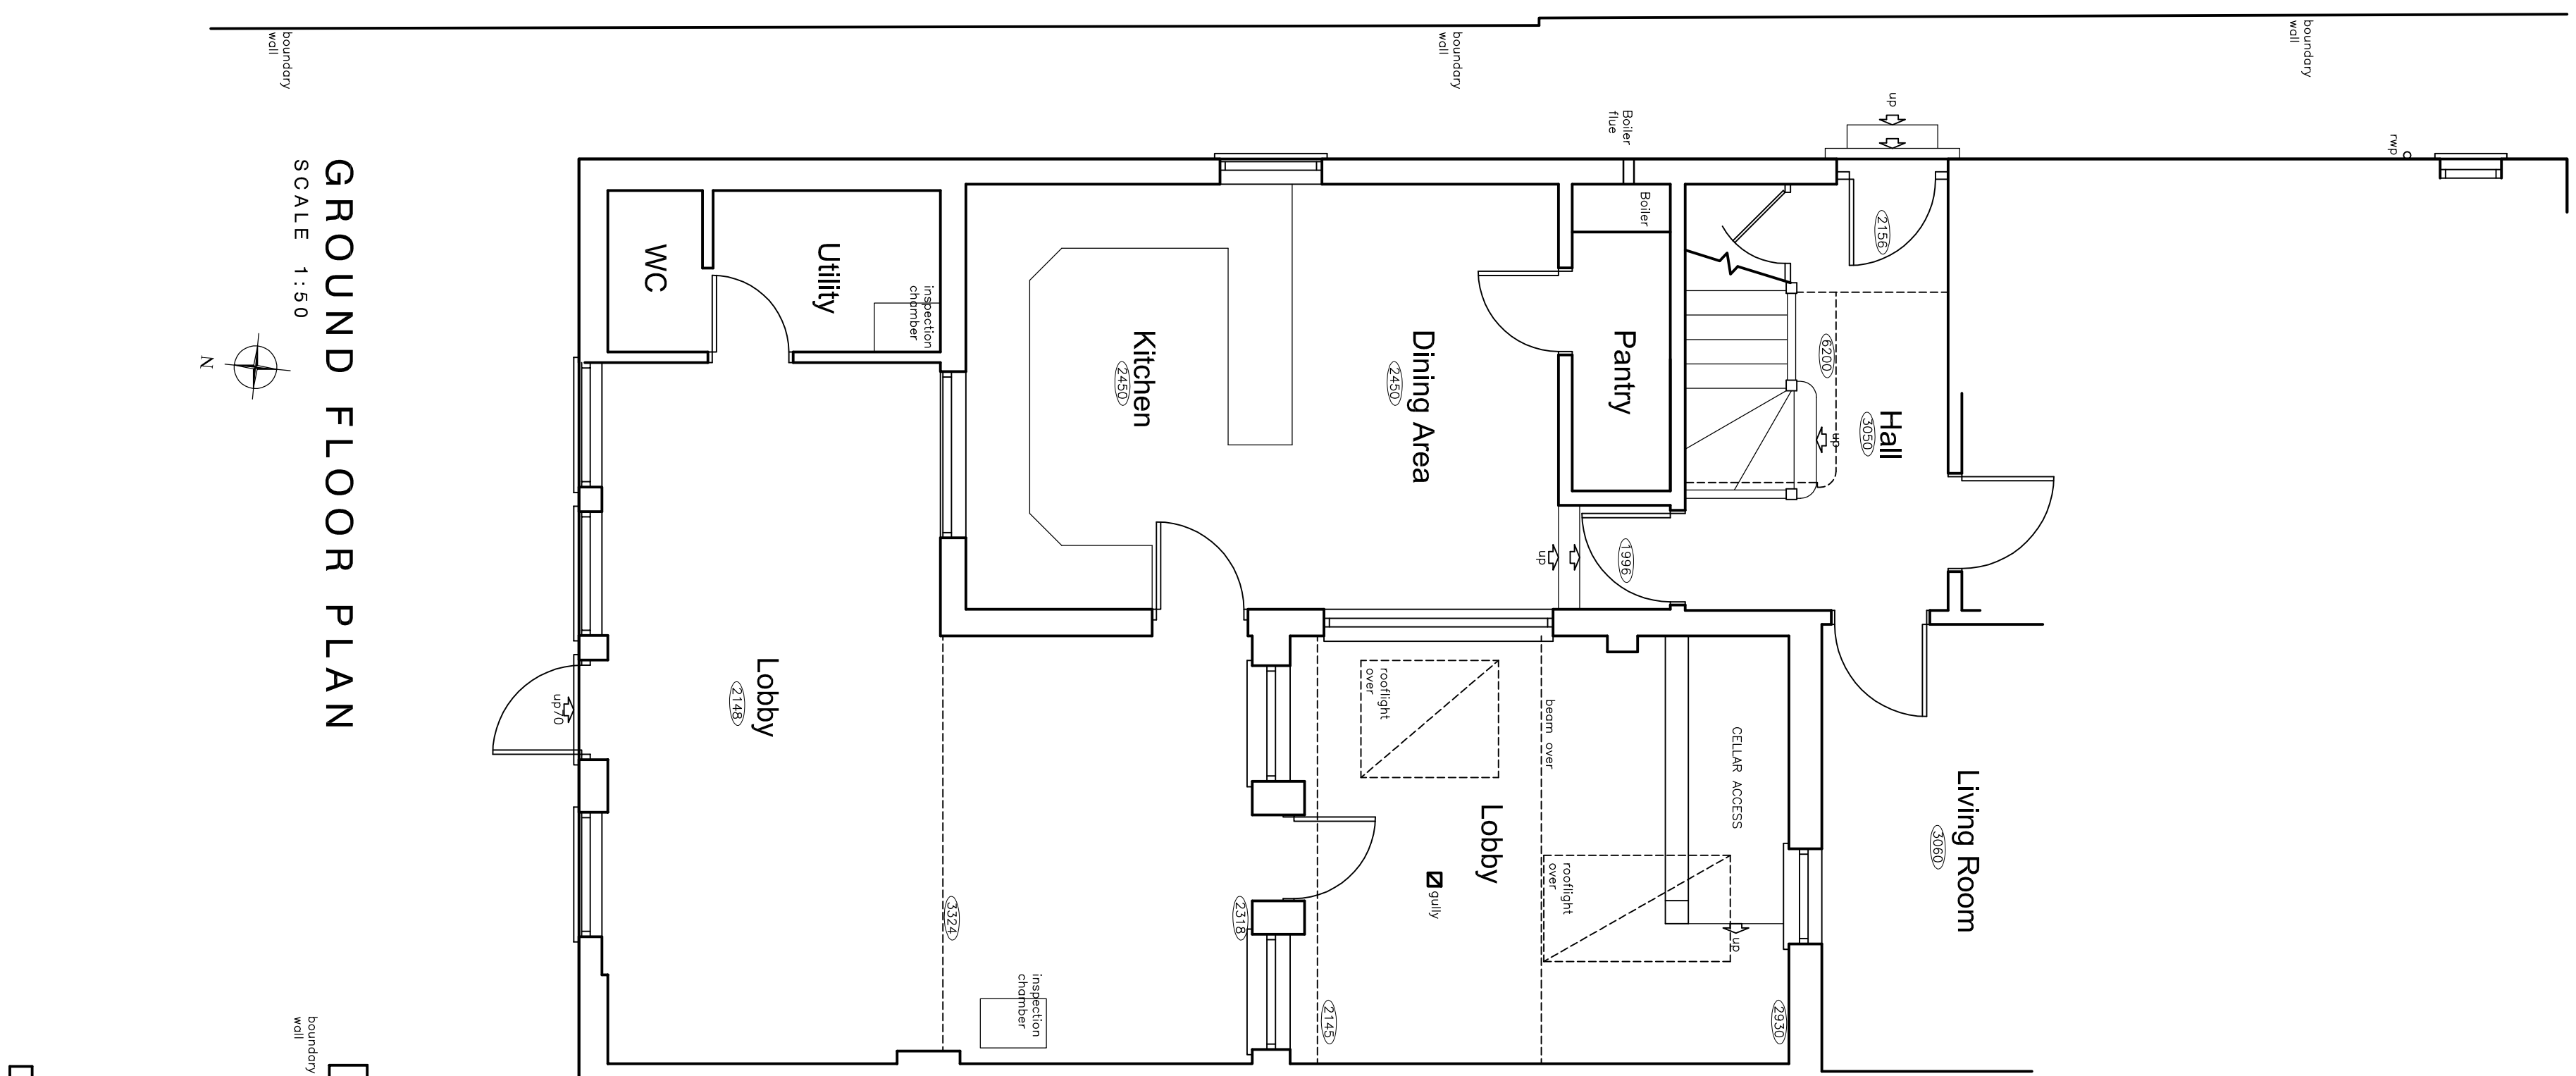 boundary
wall
boundary
wall
boundary
wall
up
Boiler
flue
rwp
GROUND FLOOR PLAN
SCALE 1:50
N
WC
Utility
inspection
chamber
Kitchen
2450
Dining Area
2450
Boiler
Pantry
2156
6200
Hall
3050
up
up
1996
Lobby
2148
up70
rooflight
over
beam over
CELLAR ACCESS
Living Room
3060
Lobby
gully
rooflight
over
up
3324
2318
2145
2930
inspection
chamber
boundary
wall